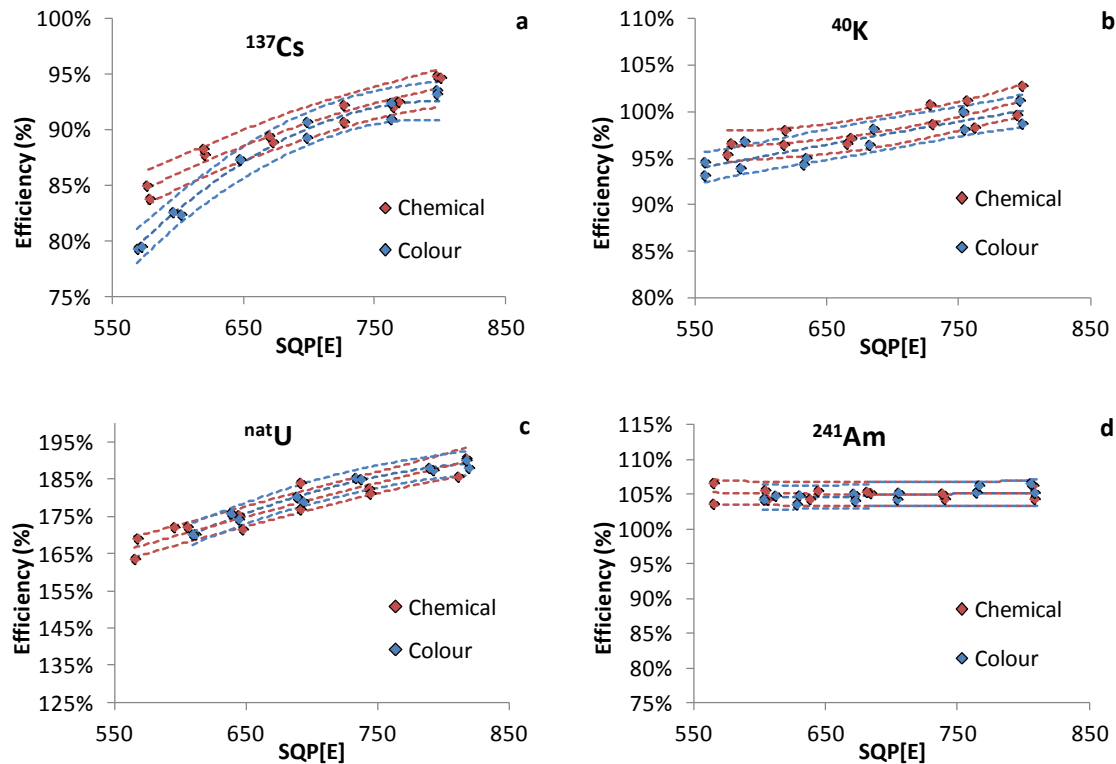 a
¹³⁷Cs
100%
95%
90%
85%
80%
75%
Efficiency (%)
Chemical
Colour
550 650 750 850
SQP[E]
b
⁴⁰K
110%
105%
100%
95%
90%
85%
80%
Efficiency (%)
Chemical
Colour
550 650 750 850
SQP[E]
c
ⁿᵃᵗU
195%
185%
175%
165%
155%
145%
135%
125%
Efficiency (%)
Chemical
Colour
550 650 750 850
SQP[E]
d
²⁴¹Am
115%
110%
105%
100%
95%
90%
85%
80%
75%
Efficiency (%)
Chemical
Colour
550 650 750 850
SQP[E]